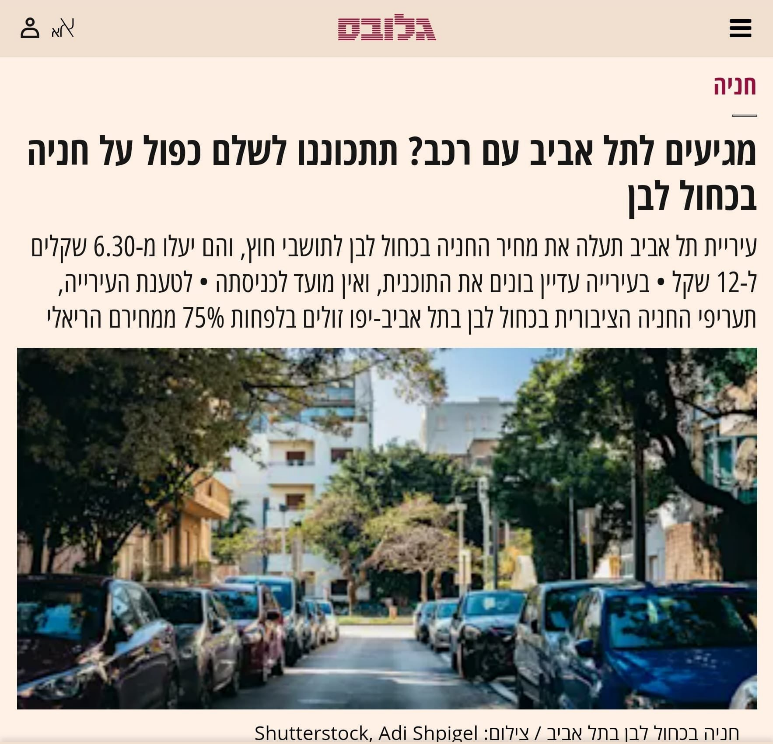 גלובס
א א
חניה
מגיעים לתל אביב עם רכב? תתכוננו לשלם כפול על חניה
בכחול לבן
עיריית תל אביב תעלה את מחיר החניה בכחול לבן לתושבי חוץ, והם יעלו מ-6.30 שקלים
ל-12 שקל • בעירייה עדיין בונים את התוכנית, ואין מועד לכניסתה • לטענת העירייה,
תעריפי החניה הציבורית בכחול לבן בתל אביב-יפו זולים בלפחות 75% ממחירם הריאלי
חניה בכחול לבן בתל אביב / צילום: Shutterstock, Adi Shpigel